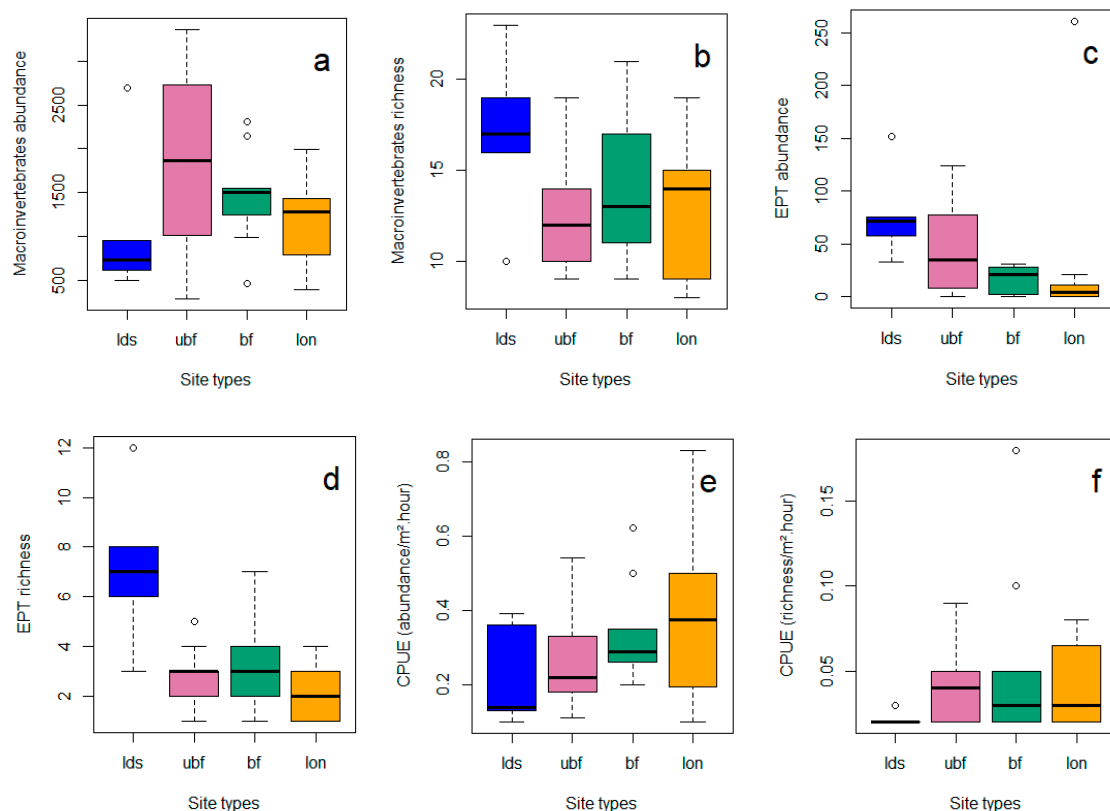 a
Macroinvertebrates abundance
500
1500
2500
lds ubf bf lon
Site types
b
Macroinvertebrates richness
10
15
20
lds ubf bf lon
Site types
c
EPT abundance
0
50
100
150
200
250
lds ubf bf lon
Site types
d
EPT richness
2
4
6
8
10
12
lds ubf bf lon
Site types
e
CPUE (abundance/m².hour)
0.2
0.4
0.6
0.8
lds ubf bf lon
Site types
f
CPUE (richness/m².hour)
0.05
0.10
0.15
lds ubf bf lon
Site types